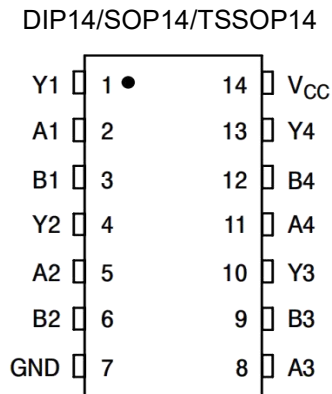 DIP14/SOP14/TSSOP14
Y1 1 14 VCC
A1 2 13 Y4
B1 3 12 B4
Y2 4 11 A4
A2 5 10 Y3
B2 6 9 B3
GND 7 8 A3